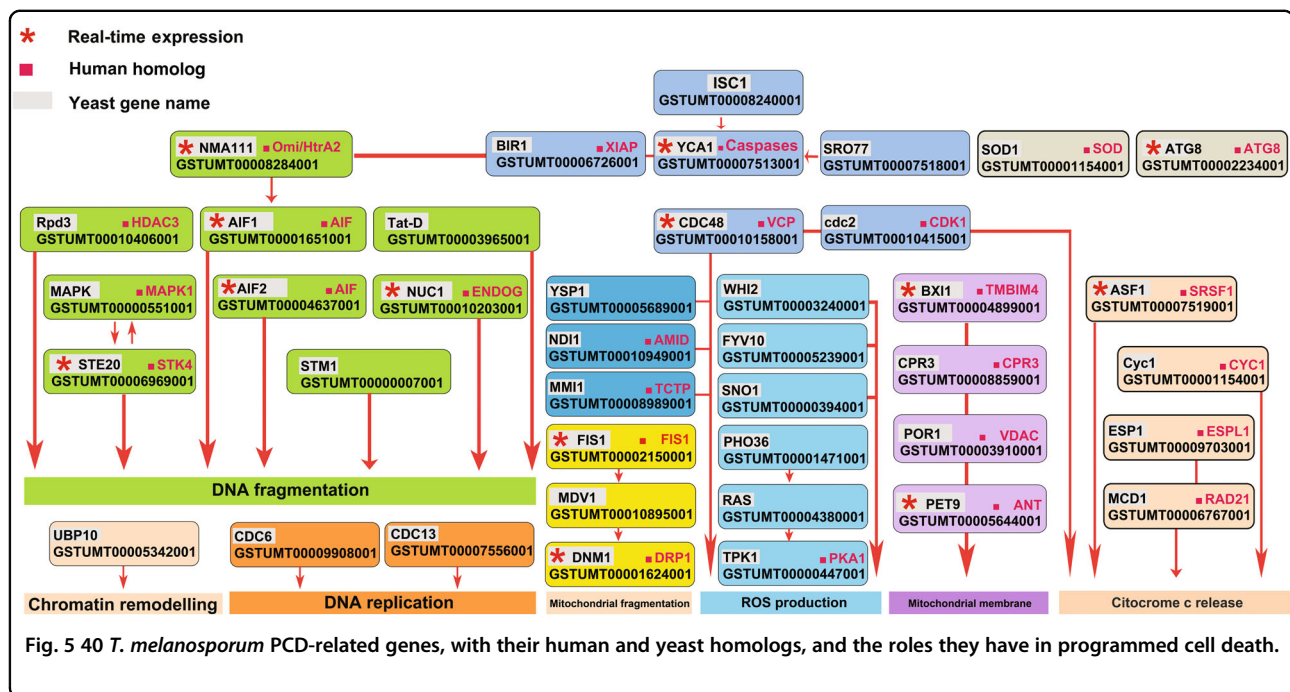 * Real-time expression
■ Human homolog
Yeast gene name
ISC1
GSTUMT00008240001
* NMA111 ■Omi/HtrA2
GSTUMT00008284001
BIR1 ■XIAP
GSTUMT00006726001
* YCA1 ■Caspases
GSTUMT00007513001
SRO77
GSTUMT00007518001
SOD1 ■SOD
GSTUMT00001154001
* ATG8 ■ATG8
GSTUMT00002234001
Rpd3 ■HDAC3
GSTUMT00010406001
* AIF1 ■AIF
GSTUMT00001651001
Tat-D
GSTUMT00003965001
* CDC48 ■VCP
GSTUMT00010158001
cdc2 ■CDK1
GSTUMT00010415001
MAPK ■MAPK1
GSTUMT00000551001
* AIF2 ■AIF
GSTUMT00004637001
* NUC1 ■ENDOG
GSTUMT00010203001
YSP1
GSTUMT00005689001
WHI2
GSTUMT00003240001
* BXI1 ■TMBIM4
GSTUMT00004899001
* ASF1 ■SRSF1
GSTUMT00007519001
NDI1 ■AMID
GSTUMT00010949001
FYV10
GSTUMT00005239001
* STE20 ■STK4
GSTUMT00006969001
STM1
GSTUMT00000007001
MMI1 ■TCTP
GSTUMT00008989001
SNO1
GSTUMT00000394001
CPR3 ■CPR3
GSTUMT00008859001
Cyc1 ■CYC1
GSTUMT00001154001
* FIS1 ■ FIS1
GSTUMT00002150001
PHO36
GSTUMT00001471001
POR1 ■ VDAC
GSTUMT00003910001
ESP1 ■ESPL1
GSTUMT00009703001
DNA fragmentation
MDV1
GSTUMT00010895001
RAS
GSTUMT00004380001
* PET9 ■ ANT
GSTUMT00005644001
MCD1 ■RAD21
GSTUMT00006767001
UBP10
GSTUMT00005342001
CDC6
GSTUMT00009908001
CDC13
GSTUMT00007556001
* DNM1 ■DRP1
GSTUMT00001624001
TPK1 ■PKA1
GSTUMT00000447001
Chromatin remodelling
DNA replication
Mitochondrial fragmentation
ROS production
Mitochondrial membrane
Citocrome c release
Fig. 5 40 T. melanosporum PCD-related genes, with their human and yeast homologs, and the roles they have in programmed cell death.